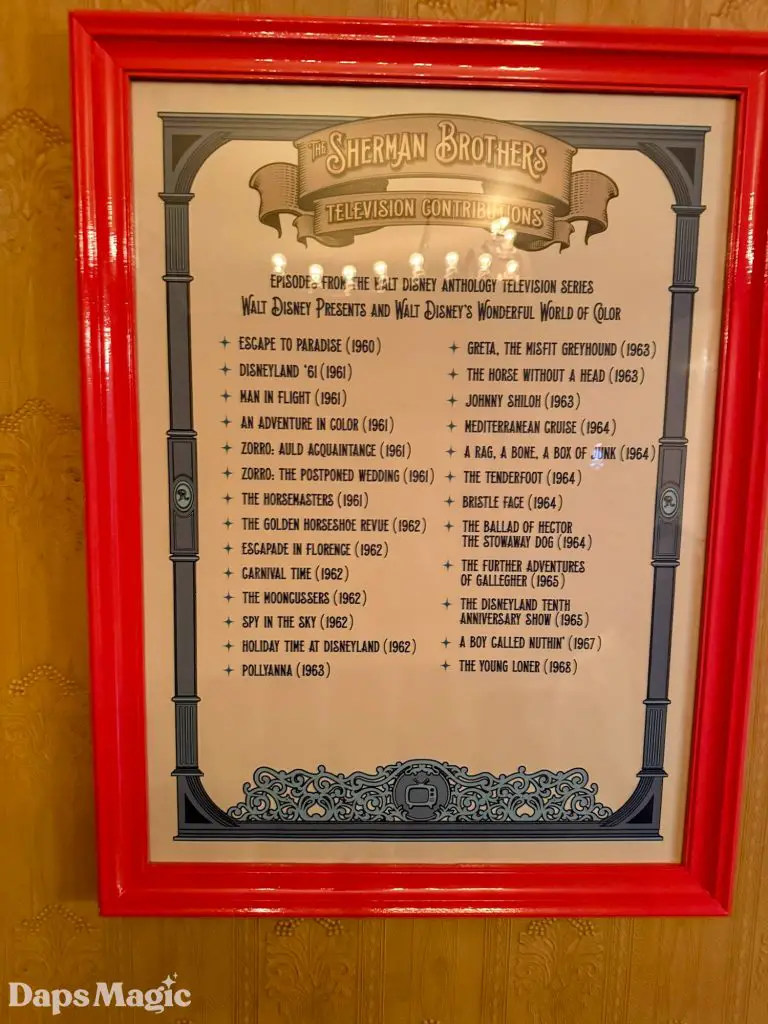 THE SHERMAN BROTHERS
TELEVISION CONTRIBUTIONS
EPISODES FROM THE WALT DISNEY ANTHOLOGY TELEVISION SERIES
WALT DISNEY PRESENTS AND WALT DISNEY'S WONDERFUL WORLD OF COLOR
ESCAPE TO PARADISE (1960)
DISNEYLAND '61 (1961)
MAN IN FLIGHT (1961)
AN ADVENTURE IN COLOR (1961)
ZORRO: AULD ACQUAINTANCE (1961)
ZORRO: THE POSTPONED WEDDING (1961)
THE HORSEMASTERS (1961)
THE GOLDEN HORSESHOE REVUE (1962)
ESCAPADE IN FLORENCE (1962)
CARNIVAL TIME (1962)
THE MOONCUSSERS (1962)
SPY IN THE SKY (1962)
HOLIDAY TIME AT DISNEYLAND (1962)
POLLYANNA (1963)
GRETA, THE MISFIT GREYHOUND (1963)
THE HORSE WITHOUT A HEAD (1963)
JOHNNY SHILOH (1963)
MEDITERRANEAN CRUISE (1964)
A RAG, A BONE, A BOX OF JUNK (1964)
THE TENDERFOOT (1964)
BRISTLE FACE (1964)
THE BALLAD OF HECTOR
THE STOWAWAY DOG (1964)
THE FURTHER ADVENTURES
OF GALLEGHER (1965)
THE DISNEYLAND TENTH
ANNIVERSARY SHOW (1965)
A BOY CALLED NUTHIN' (1967)
THE YOUNG LONER (1968)
R
R
Daps Magic